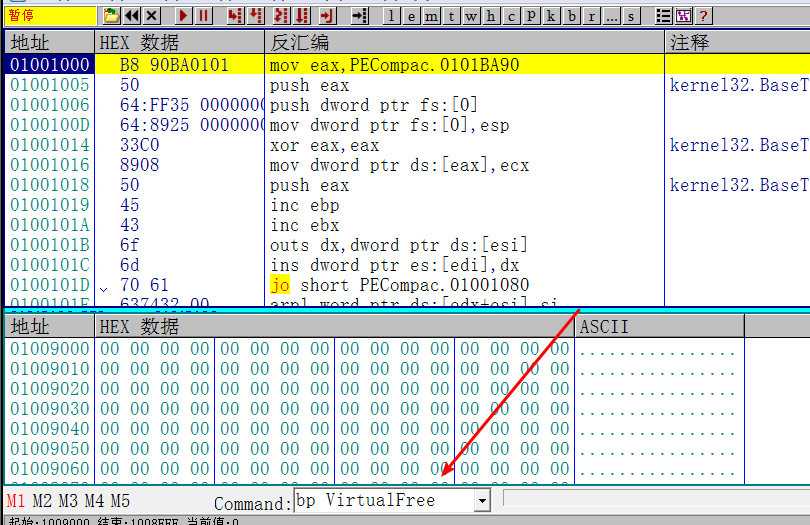 暂停 l e m t w h c p k b r ... s ?
地址 HEX 数据 反汇编 注释
01001000 B8 90BA0101 mov eax,PECompac.0101BA90
01001005 50 push eax kernel32.BaseT
01001006 64:FF35 0000000 push dword ptr fs:[0]
0100100D 64:8925 0000000 mov dword ptr fs:[0],esp
01001014 33C0 xor eax,eax kernel32.BaseT
01001016 8908 mov dword ptr ds:[eax],ecx
01001018 50 push eax kernel32.BaseT
01001019 45 inc ebp
0100101A 43 inc ebx
0100101B 6f outs dx,dword ptr ds:[esi]
0100101C 6d ins dword ptr es:[edi],dx
0100101D 70 61 jo short PECompac.01001080
0100101F 637432 00 arpl word ptr ds:[edx+esi],si
地址 HEX 数据 ASCII
01009000 00 00 00 00 00 00 00 00 00 00 00 00 00 00 00 00 ................
01009010 00 00 00 00 00 00 00 00 00 00 00 00 00 00 00 00 ................
01009020 00 00 00 00 00 00 00 00 00 00 00 00 00 00 00 00 ................
01009030 00 00 00 00 00 00 00 00 00 00 00 00 00 00 00 00 ................
01009040 00 00 00 00 00 00 00 00 00 00 00 00 00 00 00 00 ................
01009050 00 00 00 00 00 00 00 00 00 00 00 00 00 00 00 00 ................
01009060 00 00 00 00 00 00 00 00 00 00 00 00 00 00 00 00 ................
M1 M2 M3 M4 M5 Command: bp VirtualFree
起始:1009000 结束:1008FFF 当前值:0